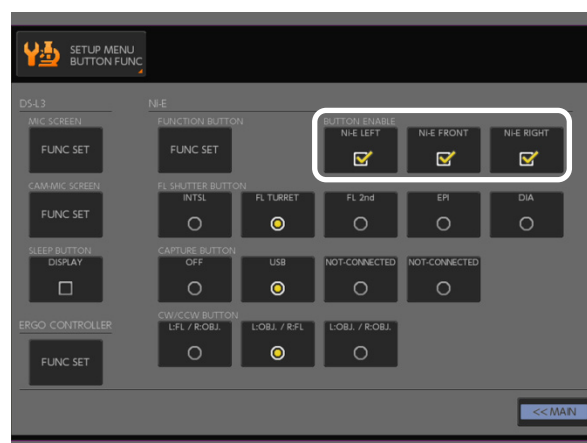 SETUP MENU
BUTTON FUNC
DS-L3
NI-E
MIC SCREEN
FUNCTION BUTTON
BUTTON ENABLE
FUNC SET
FUNC SET
Ni-E LEFT
Ni-E FRONT
Ni-E RIGHT
CAM-MIC SCREEN
FL SHUTTER BUTTON
FUNC SET
INTSL
FL TURRET
FL 2nd
EPI
DIA
SLEEP BUTTON
CAPTURE BUTTON
DISPLAY
OFF
USB
NOT-CONNECTED
NOT-CONNECTED
CW/CCW BUTTON
ERGO CONTROLLER
L:FL / R:OBJ.
L:OBJ. / R:FL
L:OBJ. / R:OBJ.
FUNC SET
<< MAIN